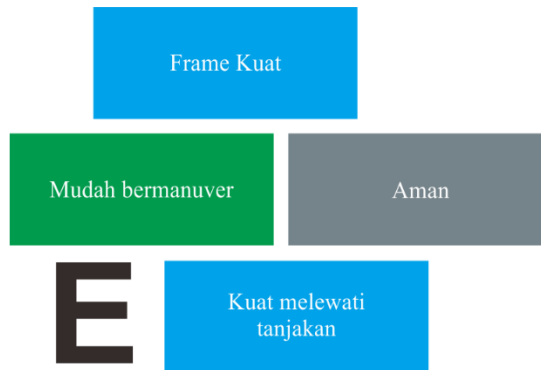 Frame Kuat
Mudah bermanuver
Aman
E
Kuat melewati
tanjakan